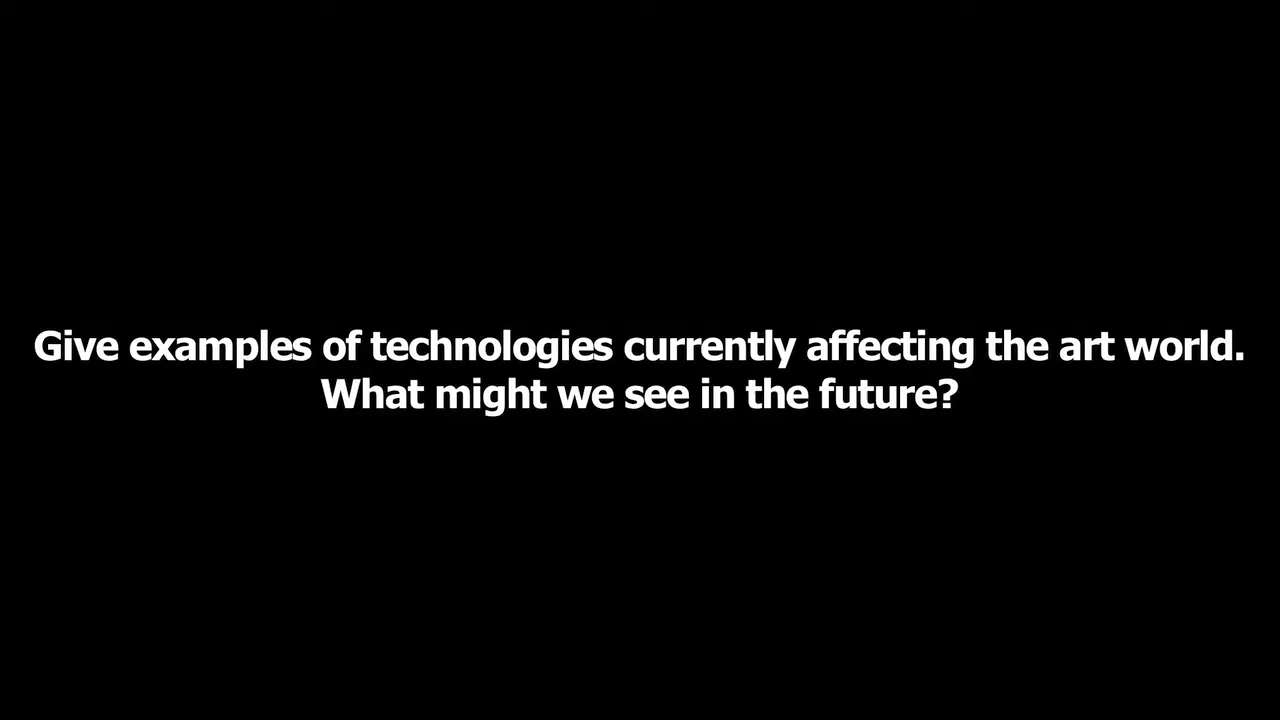 Give examples of technologies currently affecting the art world.
What might we see in the future?